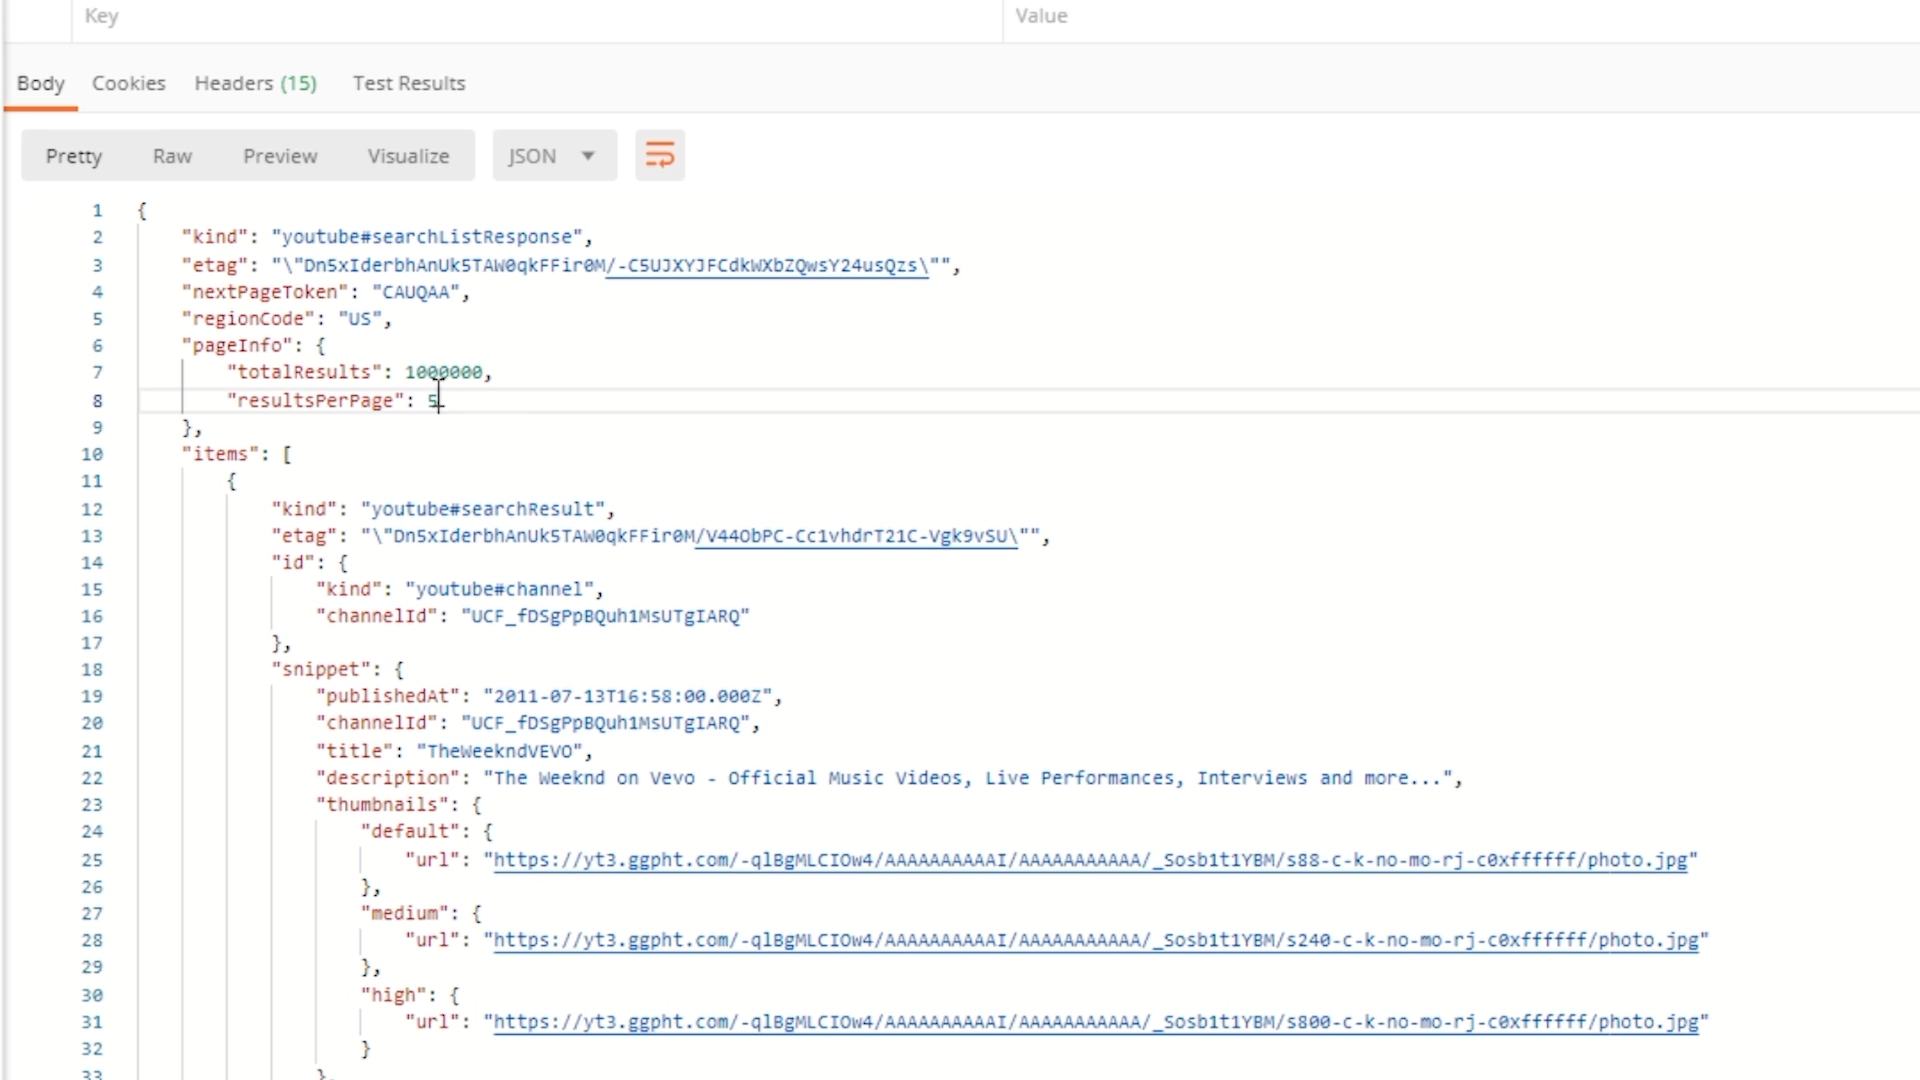 Key Value
Body Cookies Headers (15) Test Results
Pretty Raw Preview Visualize JSON
1 {
2 "kind": "youtube#searchListResponse",
3 "etag": "\"Dn5xIderbhAnUk5TAW0qkFFir0M/-C5UJXYJFCdkWXbZQwsY24usQzs\"",
4 "nextPageToken": "CAUQAA",
5 "regionCode": "US",
6 "pageInfo": {
7 "totalResults": 1000000,
8 "resultsPerPage": 5
9 },
10 "items": [
11 {
12 "kind": "youtube#searchResult",
13 "etag": "\"Dn5xIderbhAnUk5TAW0qkFFir0M/V44ObPC-Cc1vhdrT21C-Vgk9vSU\"",
14 "id": {
15 "kind": "youtube#channel",
16 "channelId": "UCF_fDSgPpBQuh1MsUTgIARQ"
17 },
18 "snippet": {
19 "publishedAt": "2011-07-13T16:58:00.000Z",
20 "channelId": "UCF_fDSgPpBQuh1MsUTgIARQ",
21 "title": "TheWeekndVEVO",
22 "description": "The Weeknd on Vevo - Official Music Videos, Live Performances, Interviews and more...",
23 "thumbnails": {
24 "default": {
25 "url": "https://yt3.ggpht.com/-qlBgMLCIOw4/AAAAAAAAAAI/AAAAAAAAAAA/_Sosb1t1YBM/s88-c-k-no-mo-rj-c0xffffff/photo.jpg"
26 },
27 "medium": {
28 "url": "https://yt3.ggpht.com/-qlBgMLCIOw4/AAAAAAAAAAI/AAAAAAAAAAA/_Sosb1t1YBM/s240-c-k-no-mo-rj-c0xffffff/photo.jpg"
29 },
30 "high": {
31 "url": "https://yt3.ggpht.com/-qlBgMLCIOw4/AAAAAAAAAAI/AAAAAAAAAAA/_Sosb1t1YBM/s800-c-k-no-mo-rj-c0xffffff/photo.jpg"
32 }
33 },